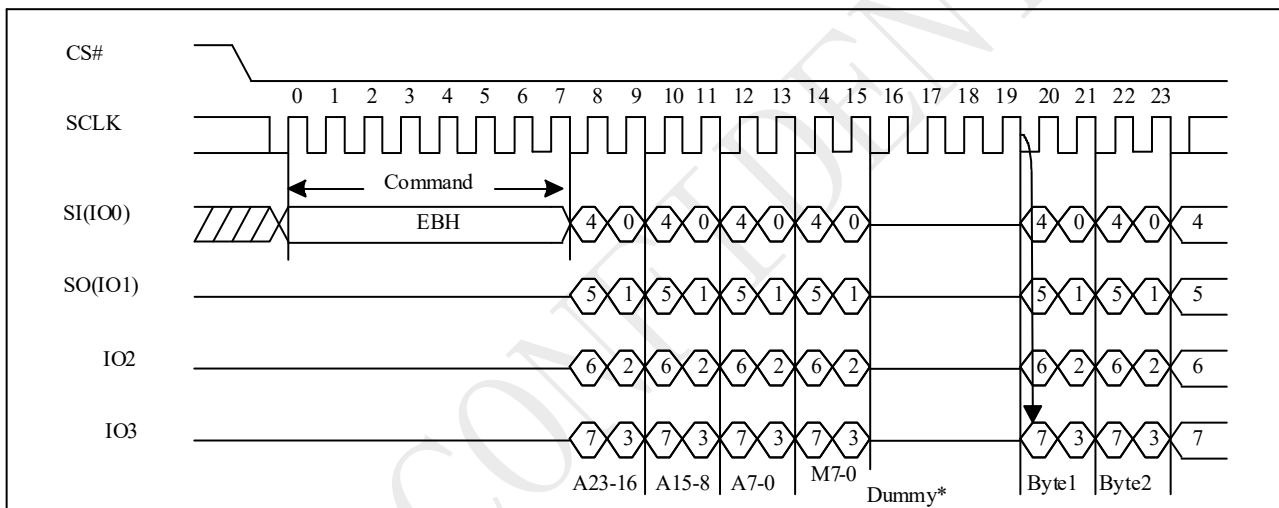 CS#
0 1 2 3 4 5 6 7 8 9 10 11 12 13 14 15 16 17 18 19 20 21 22 23
SCLK
Command
SI(IO0) EBH 4 0 4 0 4 0 4 0 4 0 4 0 4
SO(IO1) 5 1 5 1 5 1 5 1 5 1 5 1 5
IO2 6 2 6 2 6 2 6 2 6 2 6 2 6
IO3 7 3 7 3 7 3 7 3 7 3 7 3 7
A23-16 A15-8 A7-0 M7-0 Dummy* Byte1 Byte2